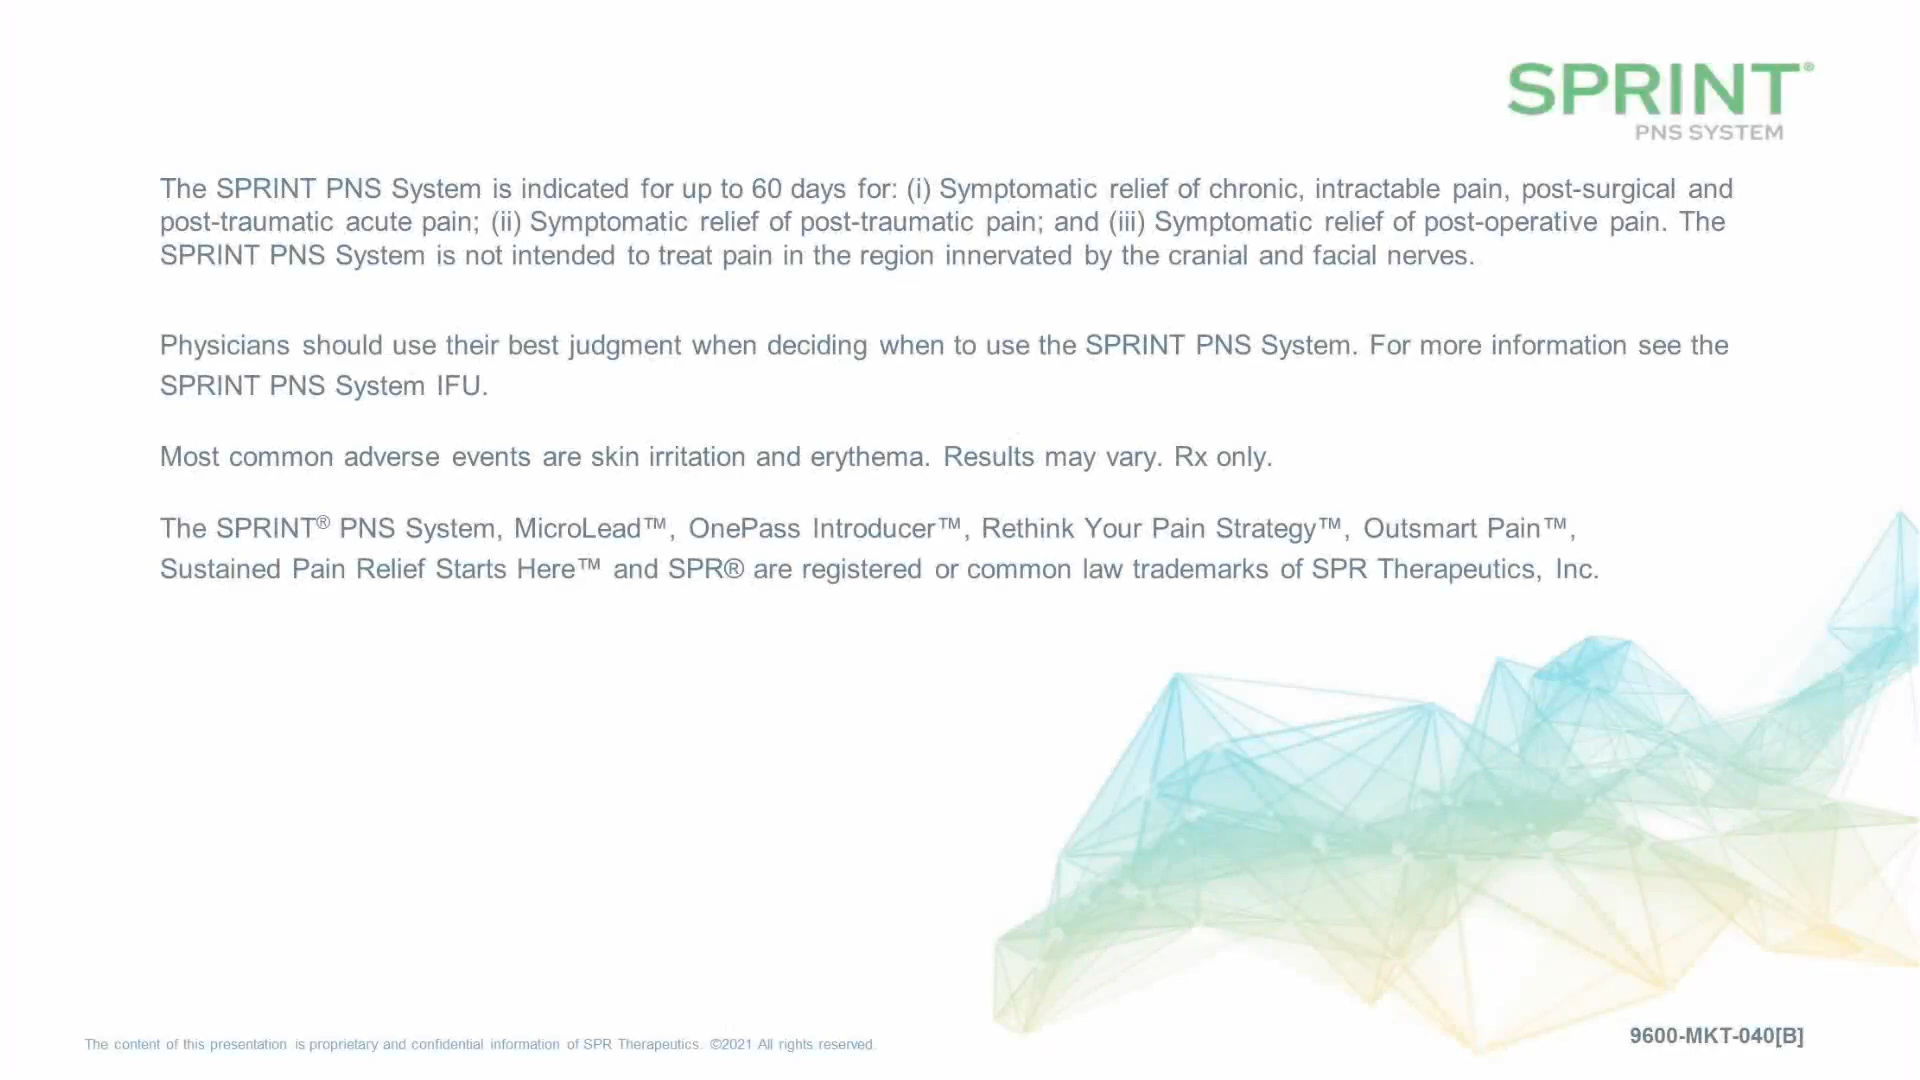 SPRINT®
PNS SYSTEM
The SPRINT PNS System is indicated for up to 60 days for: (i) Symptomatic relief of chronic, intractable pain, post-surgical and
post-traumatic acute pain; (ii) Symptomatic relief of post-traumatic pain; and (iii) Symptomatic relief of post-operative pain. The
SPRINT PNS System is not intended to treat pain in the region innervated by the cranial and facial nerves.
Physicians should use their best judgment when deciding when to use the SPRINT PNS System. For more information see the
SPRINT PNS System IFU.
Most common adverse events are skin irritation and erythema. Results may vary. Rx only.
The SPRINT® PNS System, MicroLead™, OnePass Introducer™, Rethink Your Pain Strategy™, Outsmart Pain™,
Sustained Pain Relief Starts Here™ and SPR® are registered or common law trademarks of SPR Therapeutics, Inc.
The content of this presentation is proprietary and confidential information of SPR Therapeutics. ©2021 All rights reserved.
9600-MKT-040[B]